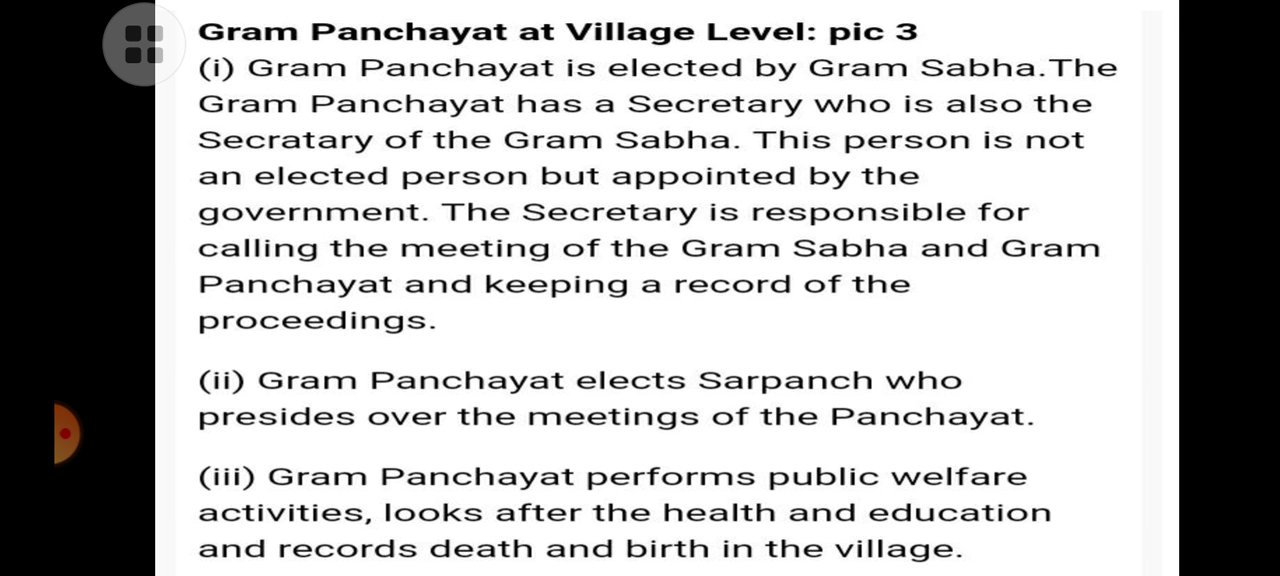 Gram Panchayat at Village Level: pic 3
(i) Gram Panchayat is elected by Gram Sabha.The
Gram Panchayat has a Secretary who is also the
Secratary of the Gram Sabha. This person is not
an elected person but appointed by the
government. The Secretary is responsible for
calling the meeting of the Gram Sabha and Gram
Panchayat and keeping a record of the
proceedings.
(ii) Gram Panchayat elects Sarpanch who
presides over the meetings of the Panchayat.
(iii) Gram Panchayat performs public welfare
activities, looks after the health and education
and records death and birth in the village.